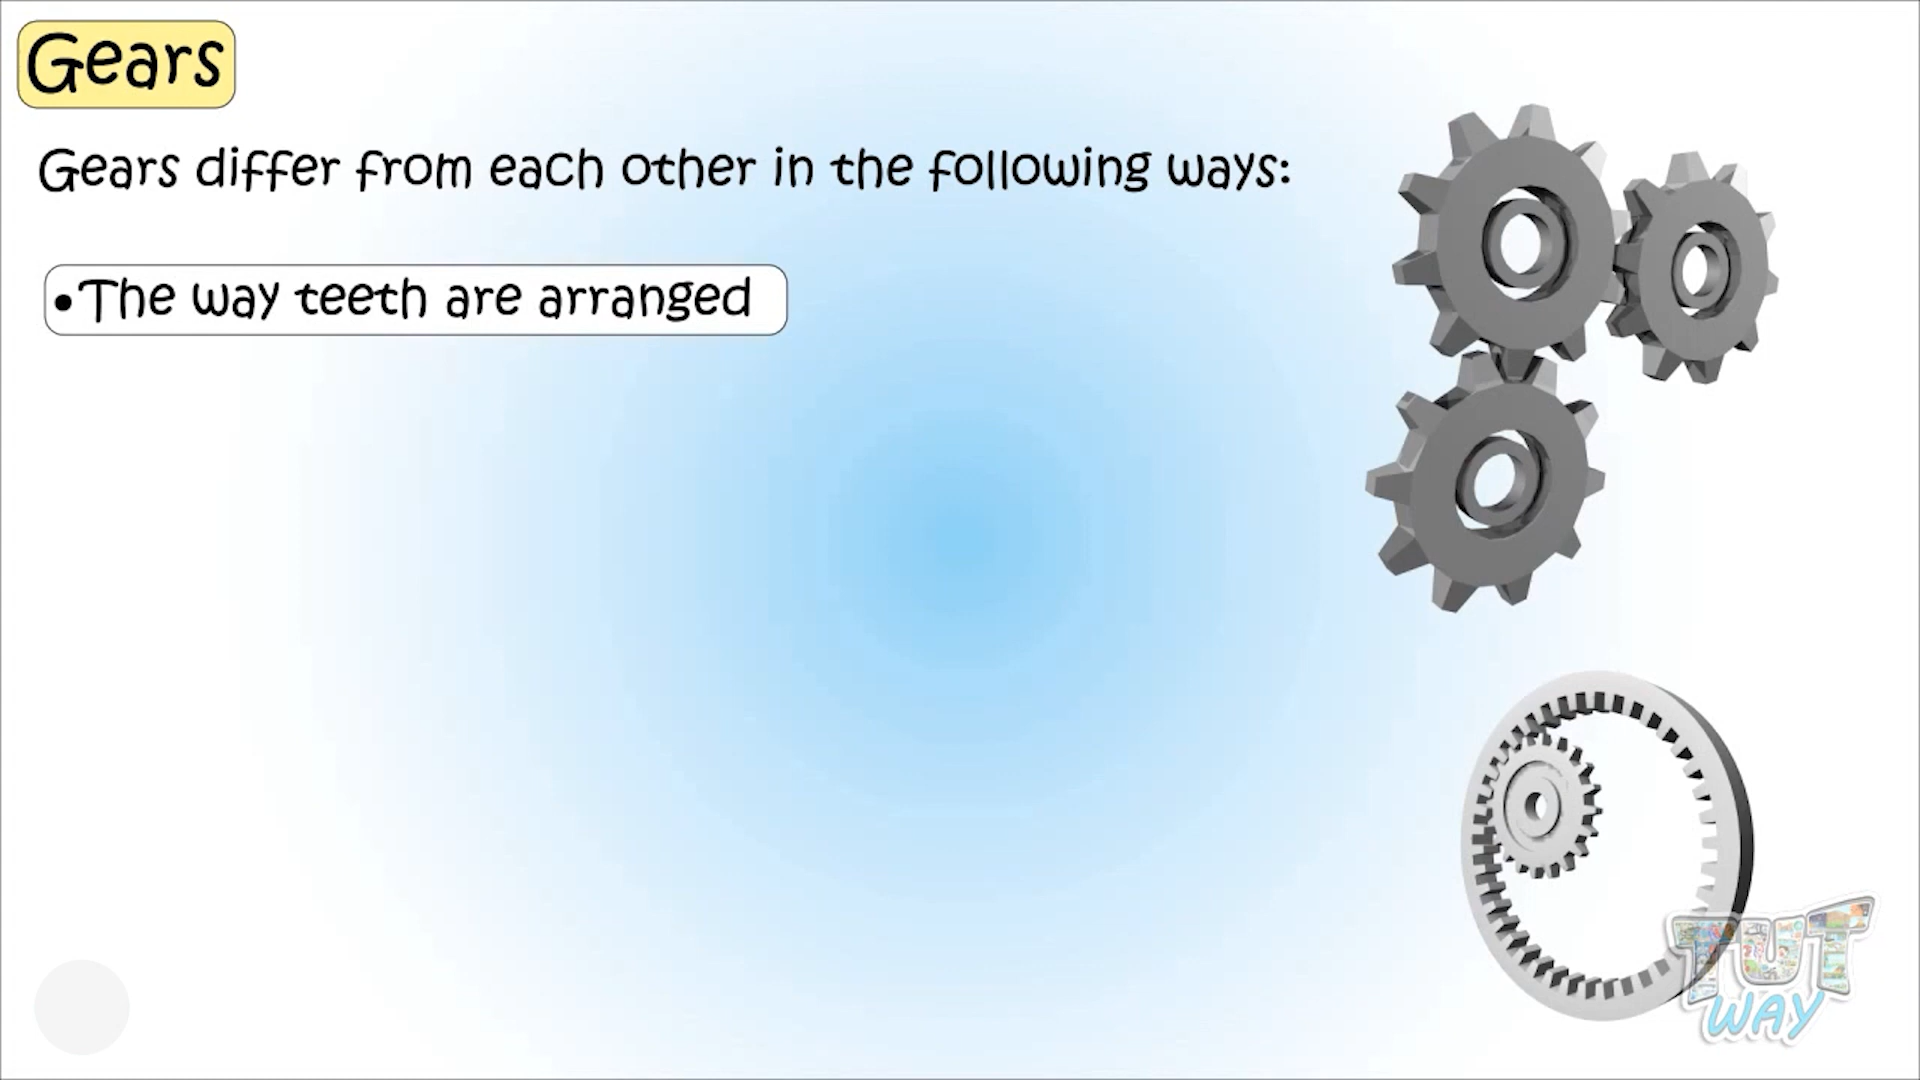 Gears
Gears differ from each other in the following ways:
•The way teeth are arranged
TUT
WAY